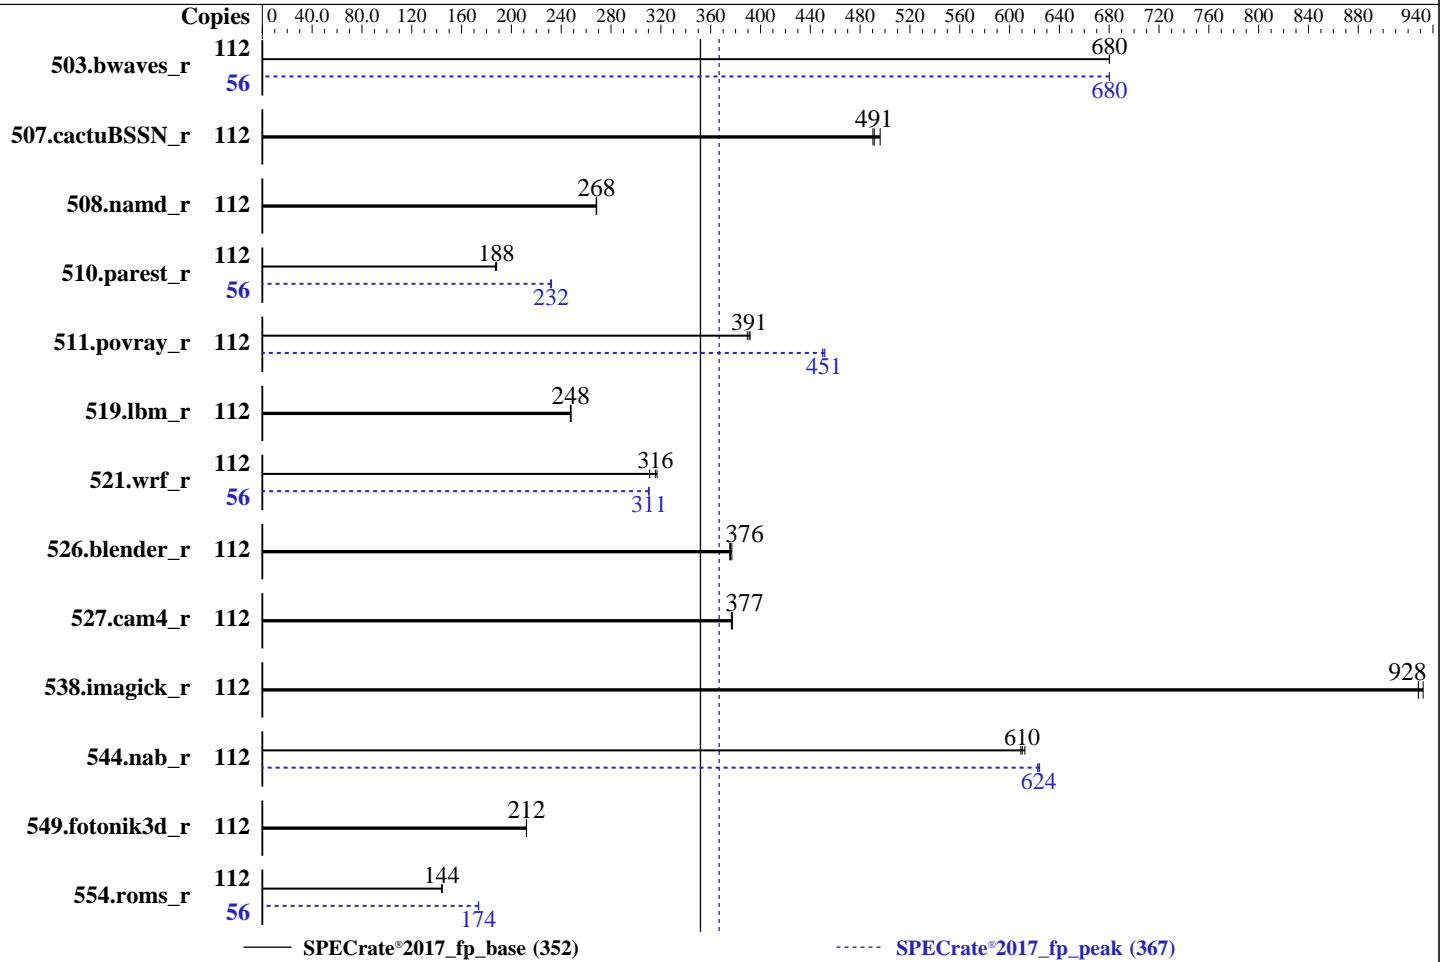 Copies 0 40.0 80.0 120 160 200 240 280 320 360 400 440 480 520 560 600 640 680 720 760 800 840 880 940
503.bwaves_r 112 680
56 680
507.cactuBSSN_r 112 491
508.namd_r 112 268
510.parest_r 112 188
56 232
511.povray_r 112 391
451
519.lbm_r 112 248
521.wrf_r 112 316
56 311
526.blender_r 112 376
527.cam4_r 112 377
538.imagick_r 112 928
544.nab_r 112 610
624
549.fotonik3d_r 112 212
554.roms_r 112 144
56 174
SPECrate®2017_fp_base (352) SPECrate®2017_fp_peak (367)